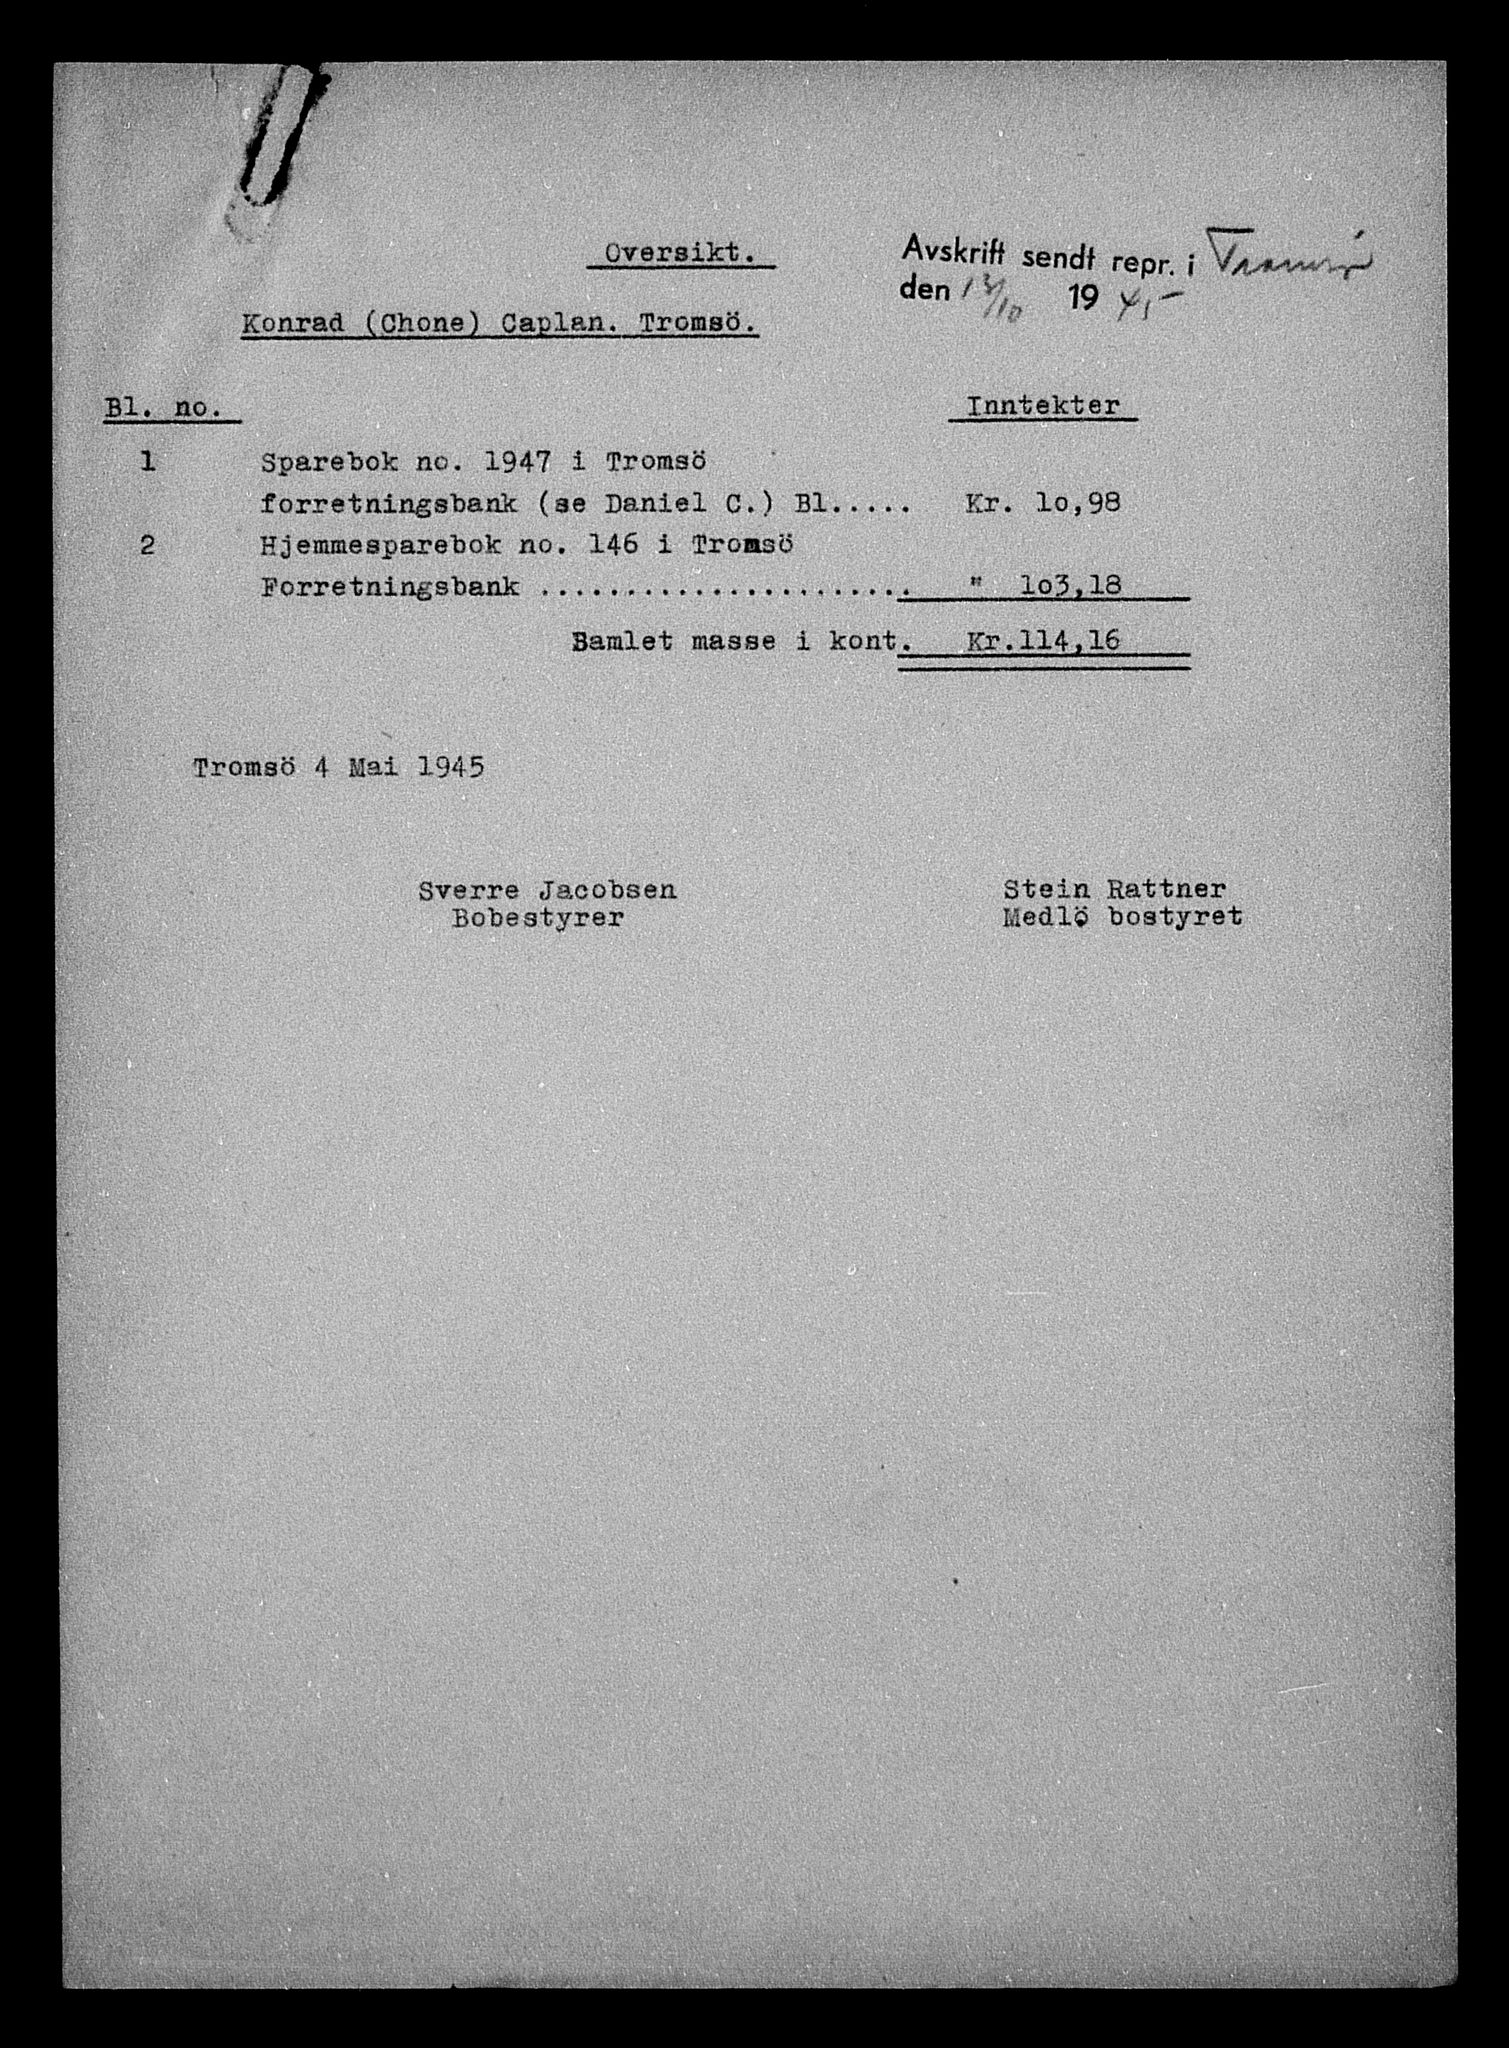 Oversikt.
Avskrift sendt repr. i Tromsø
den 13/10 1945
Konrad (Chone) Caplan. Tromsö.
Bl. no. Inntekter
1 Sparebok no. 1947 i Tromsö
forretningsbank (se Daniel C.) Bl..... Kr. 1o,98
2 Hjemmesparebok no. 146 i Tromsö
Forretningsbank ...................... " 1o3,18
Samlet masse i kont. Kr.114,16
Tromsö 4 Mai 1945
Sverre Jacobsen Stein Rattner
Bobestyrer Medlö bostyret